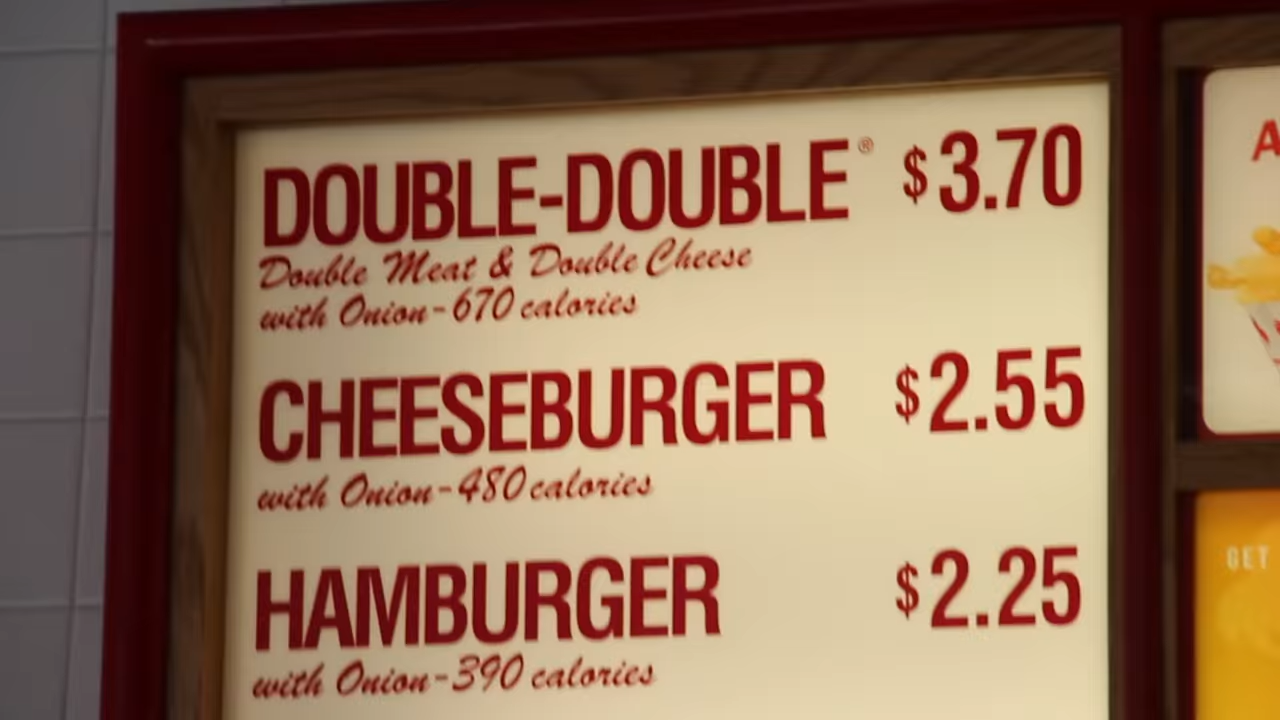 DOUBLE-DOUBLE® $3.70
Double Meat & Double Cheese
with Onion-670 calories
CHEESEBURGER $2.55
with Onion-480 calories
HAMBURGER $2.25
with Onion-390 calories
A
GET